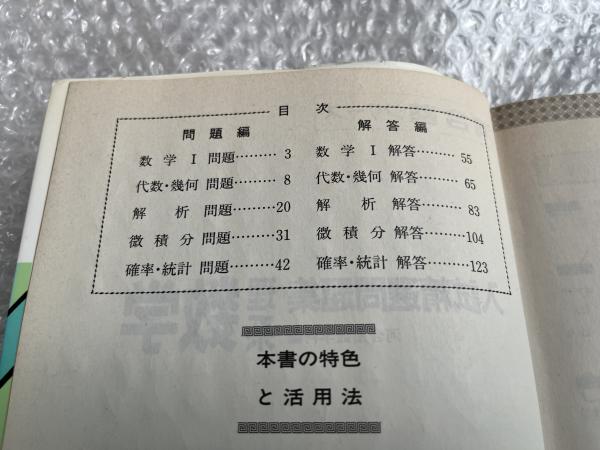 目次
問題編
数学Ⅰ 問題………3
代数・幾何 問題………8
解析 問題………20
微積分 問題………31
確率・統計 問題………42
解答編
数学Ⅰ 解答………55
代数・幾何 解答………65
解析 解答………83
微積分 解答………104
確率・統計 解答………123
本書の特色
と活用法